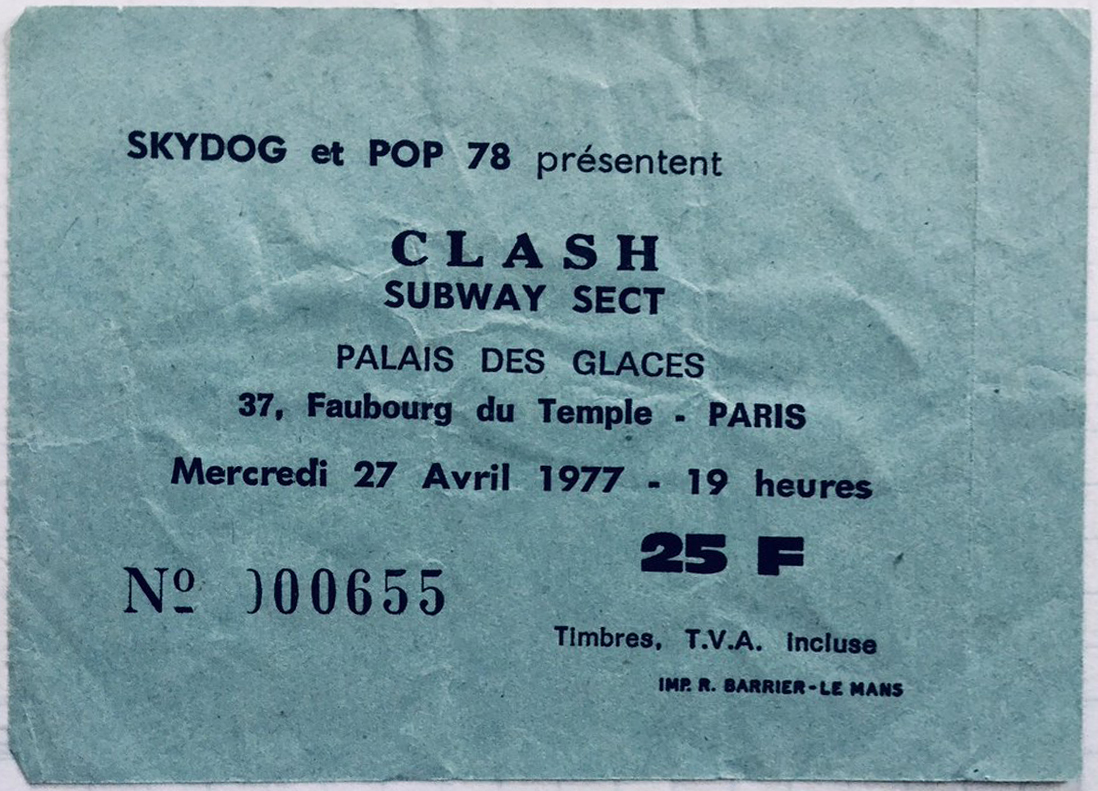 SKYDOG et POP 78 présentent
CLASH
SUBWAY SECT
PALAIS DES GLACES
37, Faubourg du Temple - PARIS
Mercredi 27 Avril 1977 - 19 heures
25 F
Nº 000655
Timbres, T.V.A. incluse
IMP. R. BARRIER-LE MANS